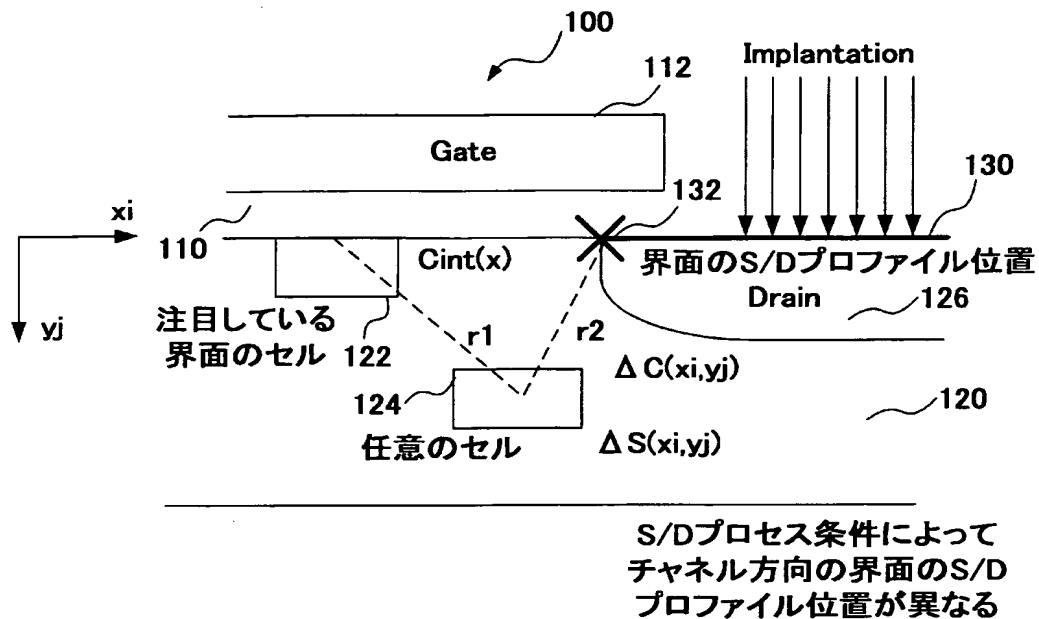 100
Implantation
112
Gate
130
132
xi
110
Cint(x)
界面のS/Dプロファイル位置
Drain
126
yj
注目している
界面のセル
122
r1
r2
ΔC(xi,yj)
124
120
任意のセル
ΔS(xi,yj)
S/Dプロセス条件によって
チャネル方向の界面のS/D
プロファイル位置が異なる